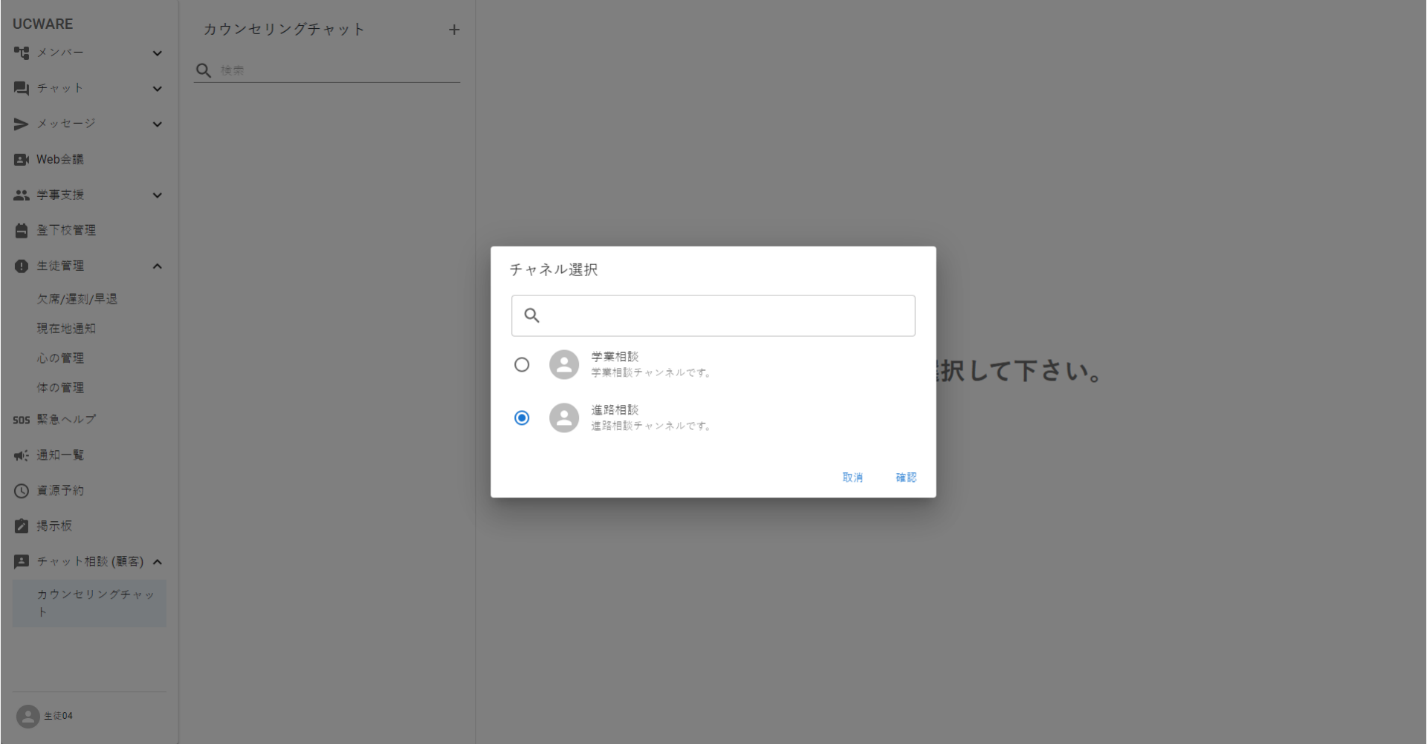 UCWARE
メンバー
チャット
メッセージ
Web会議
学事支援
登下校管理
生徒管理
欠席/遅刻/早退
現在地通知
心の管理
体の管理
SOS 緊急ヘルプ
通知一覧
資源予約
掲示板
チャット相談 (顧客)
カウンセリングチャッ
ト
生徒04
カウンセリングチャット +
検索
択して下さい。
チャネル選択
学業相談
学業相談チャンネルです。
進路相談
進路相談チャンネルです。
取消 確認